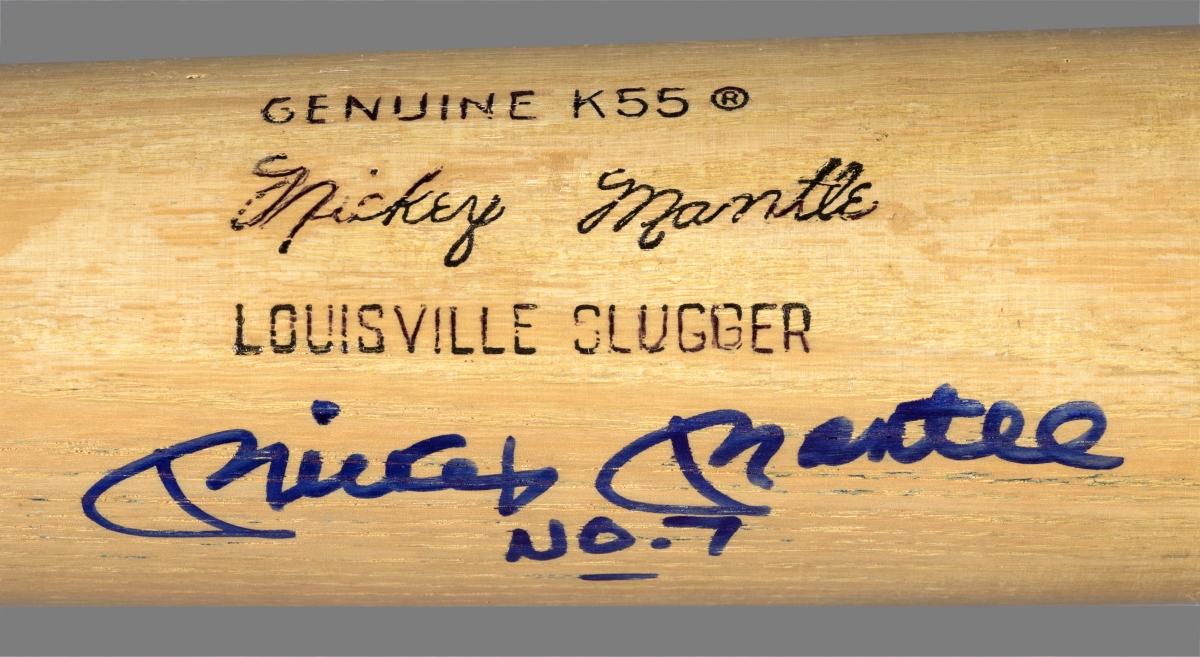 GENUINE K55 ®
Mickey Mantle
LOUISVILLE SLUGGER
Mickey Mantle
NO. 7